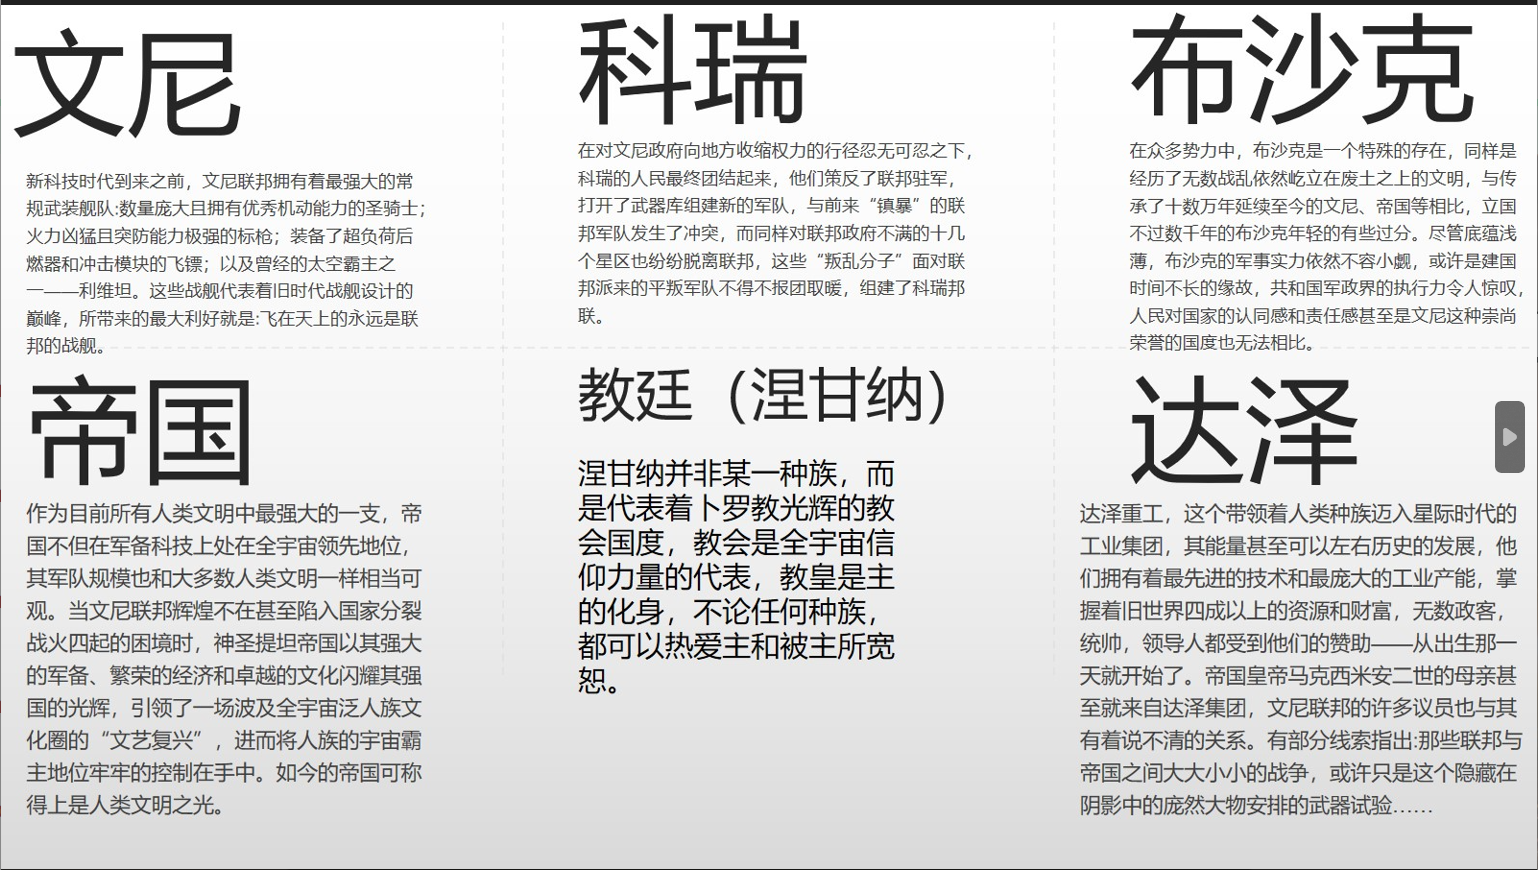 文尼
新科技时代到来之前，文尼联邦拥有着最强大的常
规武装舰队:数量庞大且拥有优秀机动能力的圣骑士；
火力凶猛且突防能力极强的标枪；装备了超负荷后
燃器和冲击模块的飞镖；以及曾经的太空霸主之
一——利维坦。这些战舰代表着旧时代战舰设计的
巅峰，所带来的最大利好就是:飞在天上的永远是联
邦的战舰。
科瑞
在对文尼政府向地方收缩权力的行径忍无可忍之下，
科瑞的人民最终团结起来，他们策反了联邦驻军，
打开了武器库组建新的军队，与前来“镇暴”的联
邦军队发生了冲突，而同样对联邦政府不满的十几
个星区也纷纷脱离联邦，这些“叛乱分子”面对联
邦派来的平叛军队不得不报团取暖，组建了科瑞邦
联。
布沙克
在众多势力中，布沙克是一个特殊的存在，同样是
经历了无数战乱依然屹立在废土之上的文明，与传
承了十数万年延续至今的文尼、帝国等相比，立国
不过数千年的布沙克年轻的有些过分。尽管底蕴浅
薄，布沙克的军事实力依然不容小觑，或许是建国
时间不长的缘故，共和国军政界的执行力令人惊叹，
人民对国家的认同感和责任感甚至是文尼这种崇尚
荣誉的国度也无法相比。
帝国
作为目前所有人类文明中最强大的一支，帝
国不但在军备科技上处在全宇宙领先地位，
其军队规模也和大多数人类文明一样相当可
观。当文尼联邦辉煌不在甚至陷入国家分裂
战火四起的困境时，神圣提坦帝国以其强大
的军备、繁荣的经济和卓越的文化闪耀其强
国的光辉，引领了一场波及全宇宙泛人族文
化圈的“文艺复兴”，进而将人族的宇宙霸
主地位牢牢的控制在手中。如今的帝国可称
得上是人类文明之光。
教廷（涅甘纳）
涅甘纳并非某一种族，而
是代表着卜罗教光辉的教
会国度，教会是全宇宙信
仰力量的代表，教皇是主
的化身，不论任何种族，
都可以热爱主和被主所宽
恕。
达泽
达泽重工，这个带领着人类种族迈入星际时代的
工业集团，其能量甚至可以左右历史的发展，他
们拥有着最先进的技术和最庞大的工业产能，掌
握着旧世界四成以上的资源和财富，无数政客，
统帅，领导人都受到他们的赞助——从出生那一
天就开始了。帝国皇帝马克西米安二世的母亲甚
至就来自达泽集团，文尼联邦的许多议员也与其
有着说不清的关系。有部分线索指出:那些联邦与
帝国之间大大小小的战争，或许只是这个隐藏在
阴影中的庞然大物安排的武器试验……